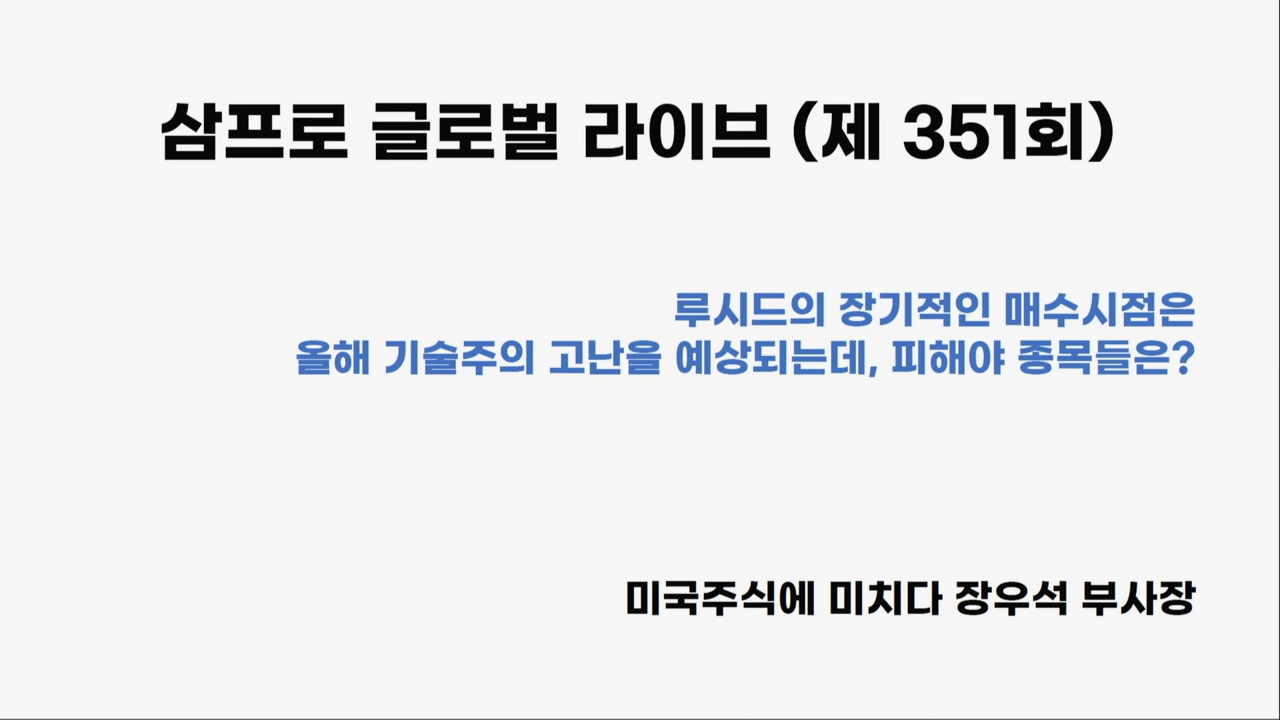 삼프로 글로벌 라이브 (제 351회)
루시드의 장기적인 매수시점은
올해 기술주의 고난을 예상되는데, 피해야 종목들은?
미국주식에 미치다 장우석 부사장